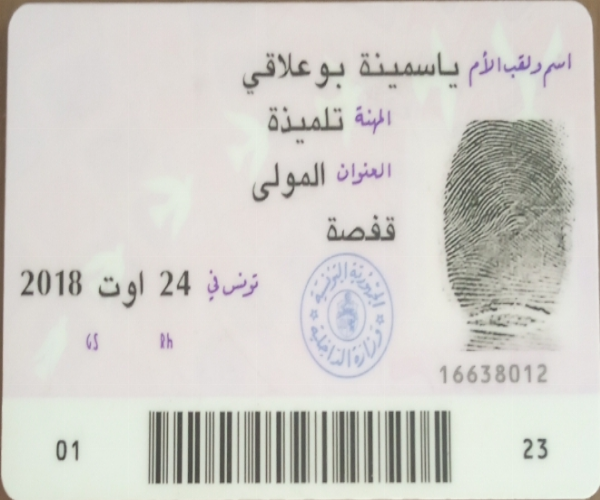 اسم ولقب الأم ياسمينة بوعلاقي
المهنة تلميذة
العنوان المولى
قفصة
تونس في 24 اوت 2018
GS Rh
الجمهورية التونسية
وزارة الداخلية
16638012
01 23